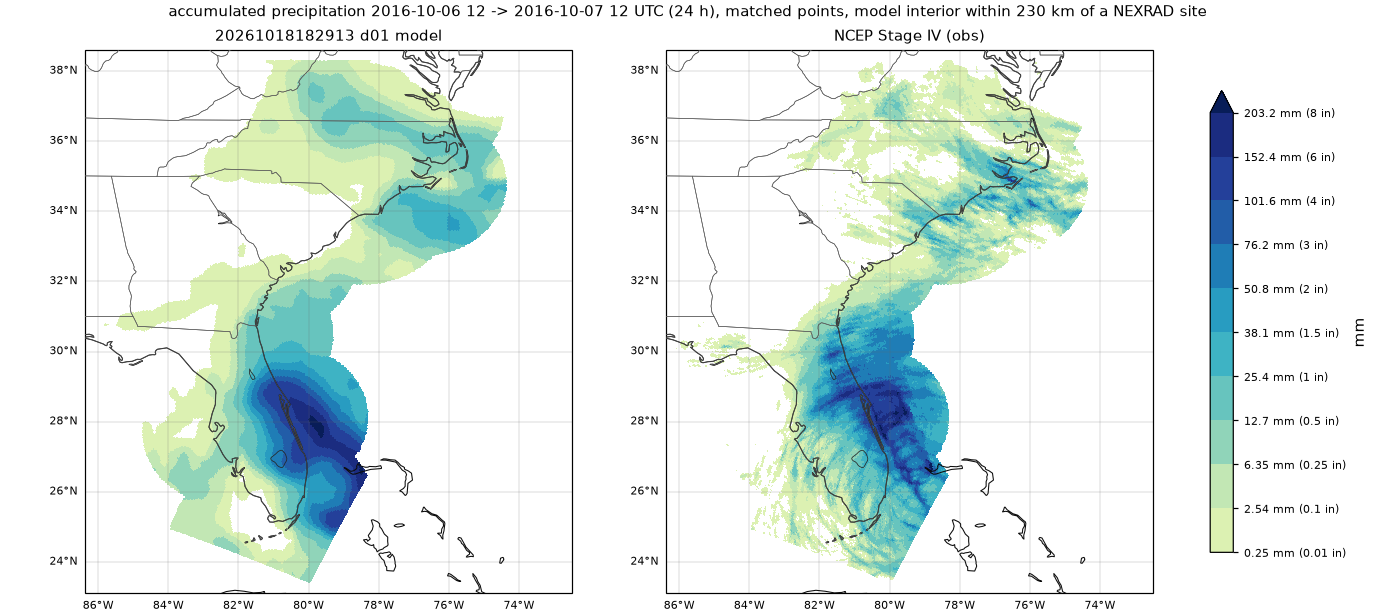 accumulated precipitation 2016-10-06 12 -> 2016-10-07 12 UTC (24 h), matched points, model interior within 230 km of a NEXRAD site
20261018182913 d01 model
NCEP Stage IV (obs)
38°N
36°N
34°N
32°N
30°N
28°N
26°N
24°N
86°W
84°W
82°W
80°W
78°W
76°W
74°W
38°N
36°N
34°N
32°N
30°N
28°N
26°N
24°N
86°W
84°W
82°W
80°W
78°W
76°W
74°W
203.2 mm (8 in)
152.4 mm (6 in)
101.6 mm (4 in)
76.2 mm (3 in)
50.8 mm (2 in)
38.1 mm (1.5 in)
25.4 mm (1 in)
12.7 mm (0.5 in)
6.35 mm (0.25 in)
2.54 mm (0.1 in)
0.25 mm (0.01 in)
mm